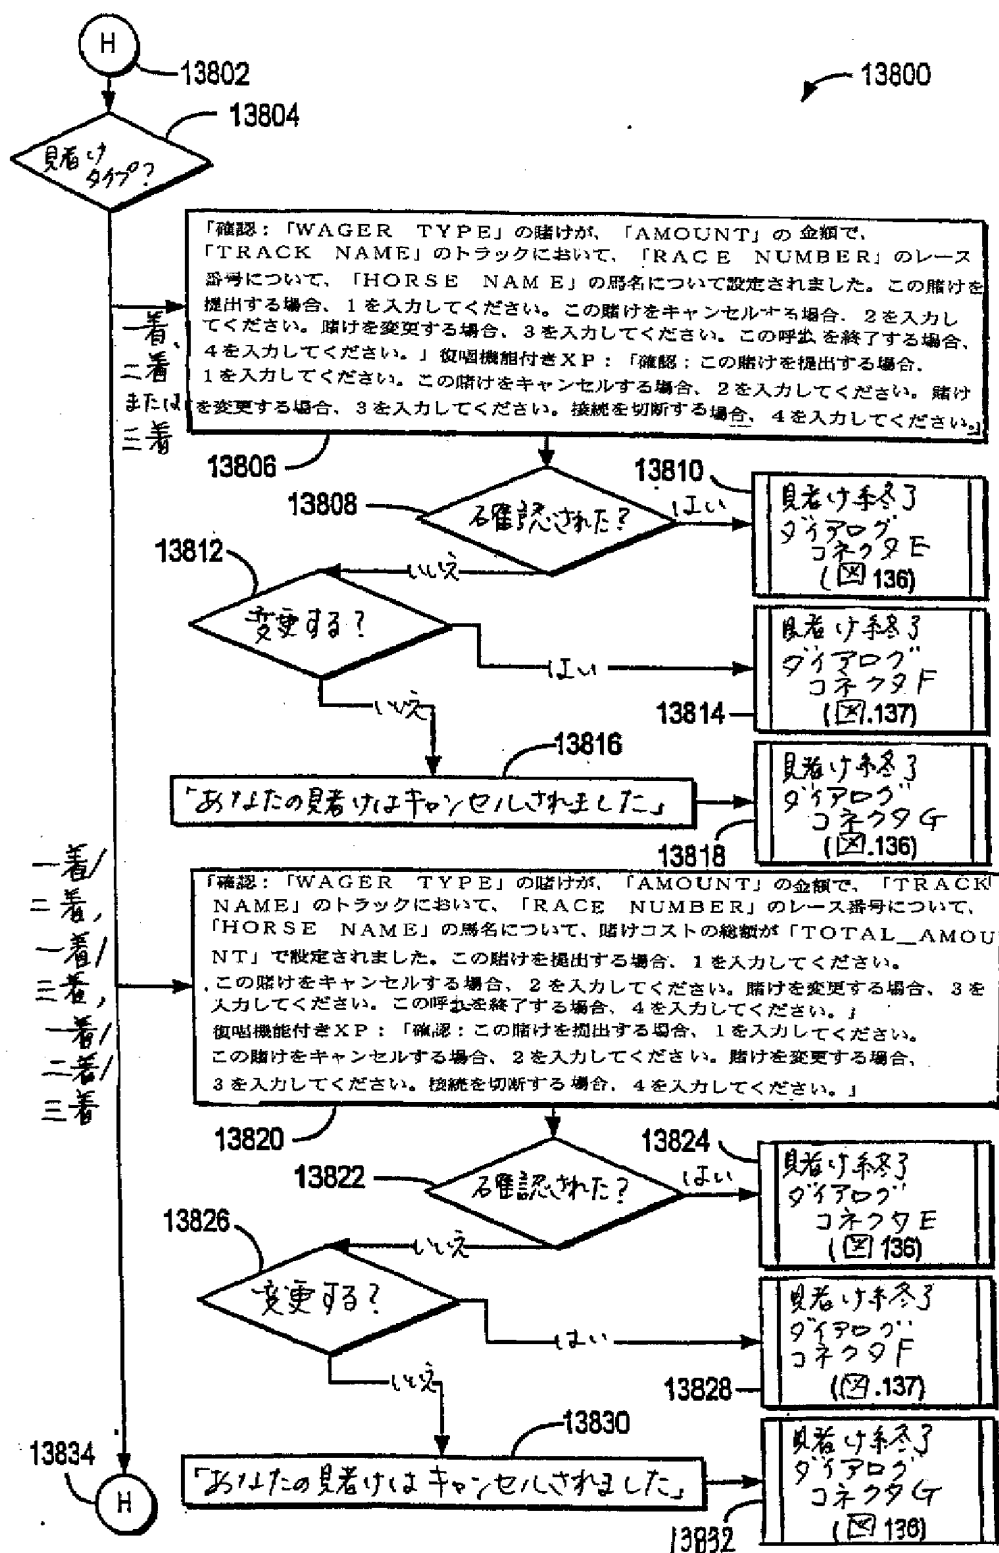 H
13802
13800
13804
賭け
タイプ?
「確認:「WAGER TYPE」の賭けが、「AMOUNT」の金額で、
「TRACK NAME」のトラックにおいて、「RACE NUMBER」のレース
番号について、「HORSE NAME」の馬名について設定されました。この賭けを
提出する場合、1を入力してください。この賭けをキャンセルする場合、2を入力し
てください。賭けを変更する場合、3を入力してください。この呼出を終了する場合、
4を入力してください。」復唱機能付きXP:「確認:この賭けを提出する場合、
1を入力してください。この賭けをキャンセルする場合、2を入力してください。賭け
を変更する場合、3を入力してください。接続を切断する場合、4を入力してください。」
一着、
二着
または
三着
13806
13808
確認された?
はい
13810
賭け終了
ダイアログ
コネクタE
(図 136)
いいえ
13812
変更する?
はい
賭け終了
ダイアログ
コネクタF
(図.137)
13814
いいえ
13816
「あなたの賭けはキャンセルされました」
賭け終了
ダイアログ
コネクタG
(図.136)
13818
一着/
二着,
一着/
三着,
一着/
二着/
三着
「確認:「WAGER TYPE」の賭けが、「AMOUNT」の金額で、「TRACK
NAME」のトラックにおいて、「RACE NUMBER」のレース番号について、
「HORSE NAME」の馬名について、賭けコストの総額が「TOTAL_AMOU
NT」で設定されました。この賭けを提出する場合、1を入力してください。
この賭けをキャンセルする場合、2を入力してください。賭けを変更する場合、3を
入力してください。この呼出を終了する場合、4を入力してください。」
復唱機能付きXP:「確認:この賭けを提出する場合、1を入力してください。
この賭けをキャンセルする場合、2を入力してください。賭けを変更する場合、
3を入力してください。接続を切断する場合、4を入力してください。」
13820
13822
確認された?
はい
13824
賭け終了
ダイアログ
コネクタE
(図 136)
いいえ
13826
変更する?
はい
賭け終了
ダイアログ
コネクタF
(図.137)
13828
いいえ
13830
「あなたの賭けはキャンセルされました」
賭け終了
ダイアログ
コネクタG
(図 136)
13832
13834
H